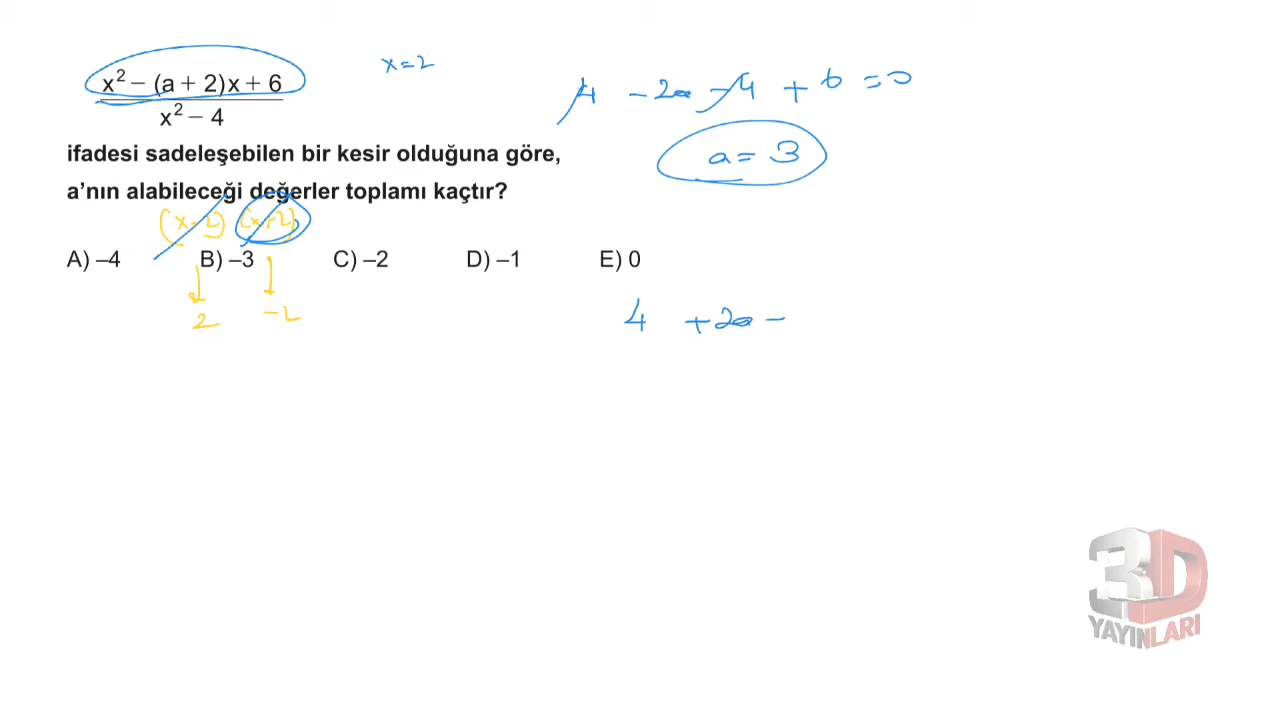 x² – (a + 2)x + 6
x² – 4
x=2
4 - 2a - 4 + 6 = 0
a = 3
ifadesi sadeleşebilen bir kesir olduğuna göre,
a’nın alabileceği değerler toplamı kaçtır?
(x-2) (x+2)
A) –4 B) –3 C) –2 D) –1 E) 0
2 -2
4 +2a -
3D
YAYINLARI